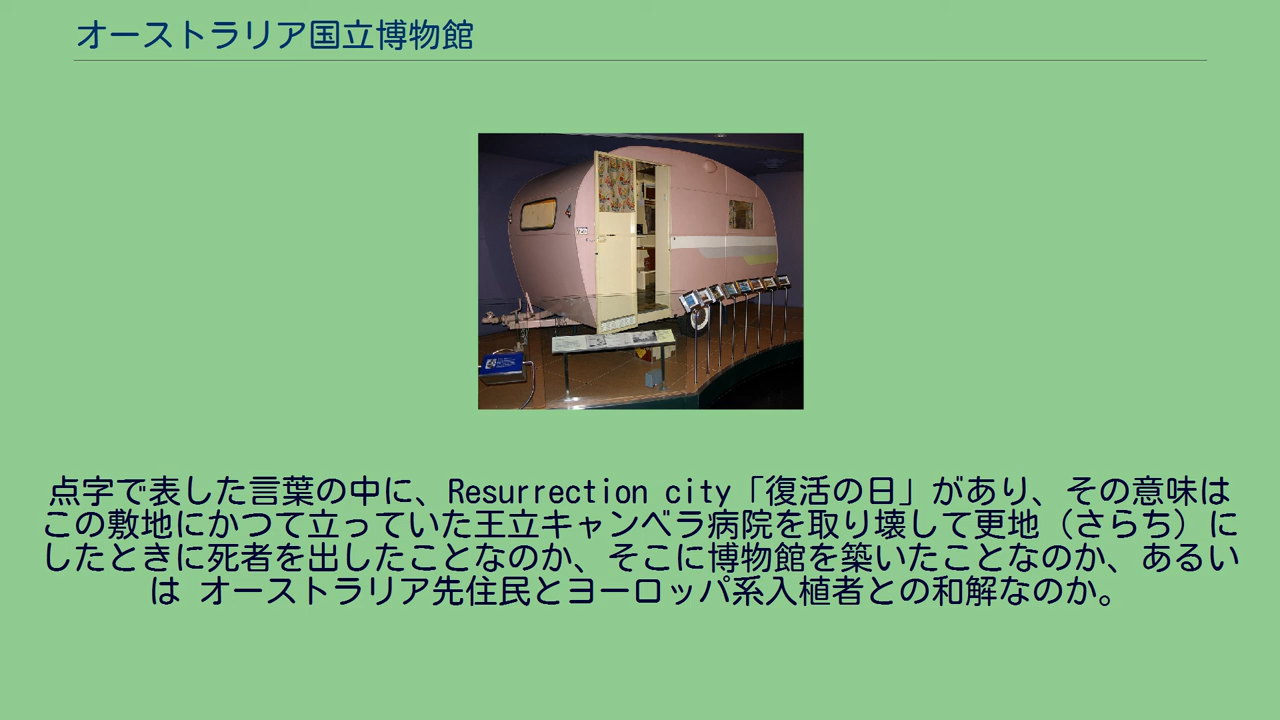 オーストラリア国立博物館
点字で表した言葉の中に、Resurrection city「復活の日」があり、その意味は
この敷地にかつて立っていた王立キャンベラ病院を取り壊して更地（さらち）に
したときに死者を出したことなのか、そこに博物館を築いたことなのか、あるい
は オーストラリア先住民とヨーロッパ系入植者との和解なのか。